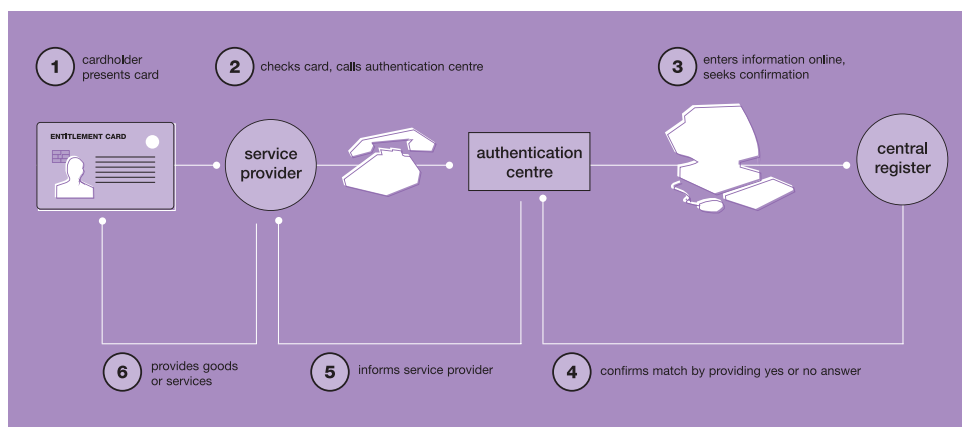 1
cardholder
presents card
2
checks card, calls authentication centre
3
enters information online,
seeks confirmation
ENTITLEMENT CARD
service
provider
authentication
centre
central
register
6
provides goods
or services
5
informs service provider
4
confirms match by providing yes or no answer